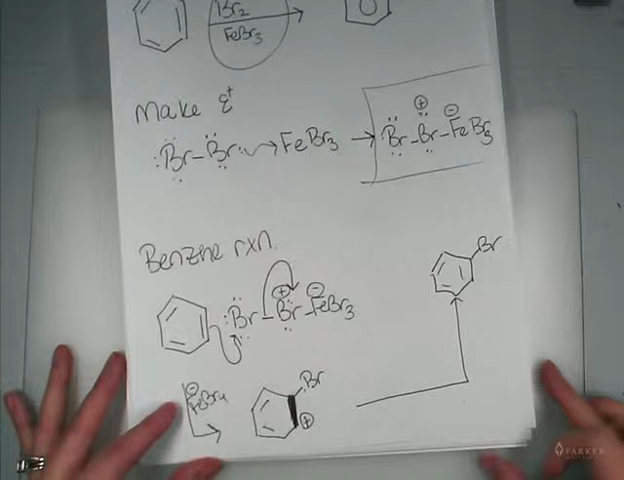 Br2
FeBr3
Make E+
:Br-Br: FeBr3 → Br-Br-FeBr3
Br
Benzene rxn.
:Br-Br-FeBr3
⊖FeBr4
Br
PARKER